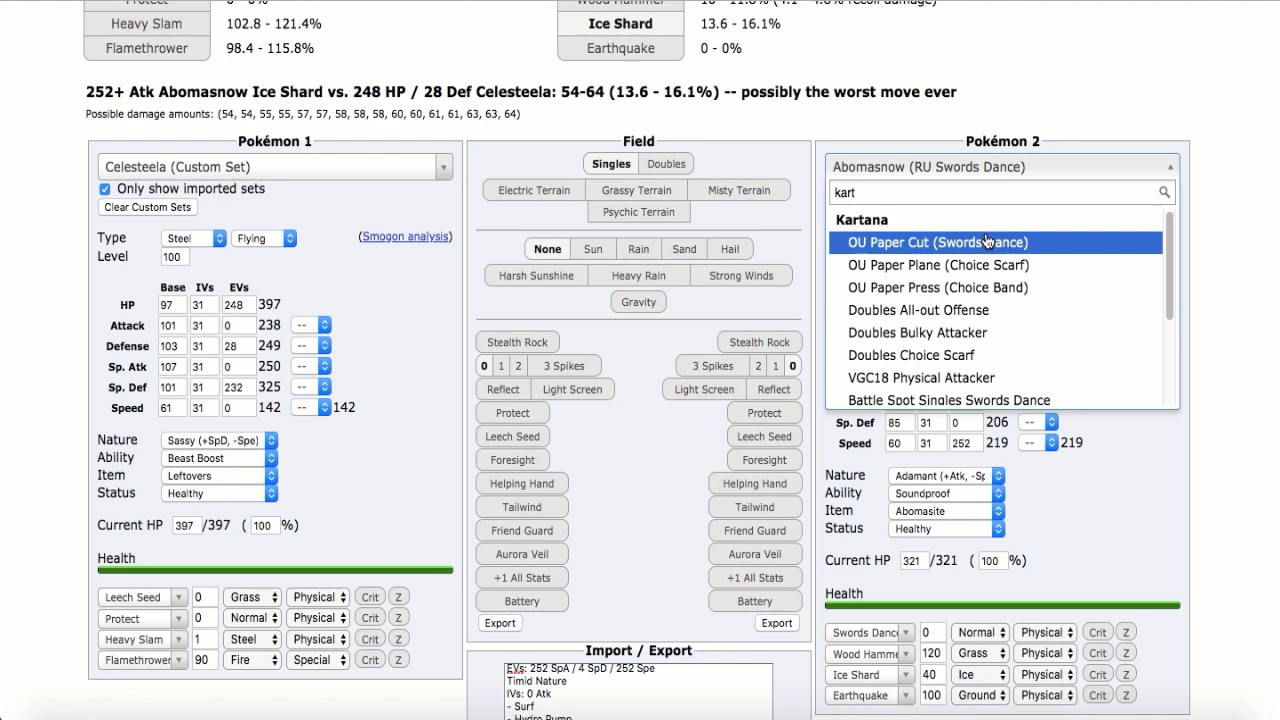 Heavy Slam 102.8 - 121.4%
Flamethrower 98.4 - 115.8%
Ice Shard 13.6 - 16.1%
Earthquake 0 - 0%
252+ Atk Abomasnow Ice Shard vs. 248 HP / 28 Def Celesteela: 54-64 (13.6 - 16.1%) -- possibly the worst move ever
Possible damage amounts: (54, 54, 55, 55, 57, 57, 58, 58, 58, 60, 60, 61, 61, 63, 63, 64)
Pokémon 1
Celesteela (Custom Set)
Only show imported sets
Clear Custom Sets
Type Steel Flying (Smogon analysis)
Level 100
Base IVs EVs
HP 97 31 248 397
Attack 101 31 0 238 --
Defense 103 31 28 249 --
Sp. Atk 107 31 0 250 --
Sp. Def 101 31 232 325 --
Speed 61 31 0 142 -- 142
Nature Sassy (+SpD, -Spe)
Ability Beast Boost
Item Leftovers
Status Healthy
Current HP 397 /397 ( 100 %)
Health
Leech Seed 0 Grass Physical Crit Z
Protect 0 Normal Physical Crit Z
Heavy Slam 1 Steel Physical Crit Z
Flamethrower 90 Fire Special Crit Z
Field
Singles Doubles
Electric Terrain Grassy Terrain Misty Terrain
Psychic Terrain
None Sun Rain Sand Hail
Harsh Sunshine Heavy Rain Strong Winds
Gravity
Stealth Rock Stealth Rock
0 1 2 3 Spikes 3 Spikes 2 1 0
Reflect Light Screen Light Screen Reflect
Protect Protect
Leech Seed Leech Seed
Foresight Foresight
Helping Hand Helping Hand
Tailwind Tailwind
Friend Guard Friend Guard
Aurora Veil Aurora Veil
+1 All Stats +1 All Stats
Battery Battery
Export Export
Import / Export
EVs: 252 SpA / 4 SpD / 252 Spe
Timid Nature
IVs: 0 Atk
- Surf
- Hydro Pump
Pokémon 2
Abomasnow (RU Swords Dance)
kart
Kartana
OU Paper Cut (Swords Dance)
OU Paper Plane (Choice Scarf)
OU Paper Press (Choice Band)
Doubles All-out Offense
Doubles Bulky Attacker
Doubles Choice Scarf
VGC18 Physical Attacker
Battle Spot Singles Swords Dance
Sp. Def 85 31 0 206 --
Speed 60 31 252 219 -- 219
Nature Adamant (+Atk, -Sp
Ability Soundproof
Item Abomasite
Status Healthy
Current HP 321 /321 ( 100 %)
Health
Swords Danc 0 Normal Physical Crit Z
Wood Hamme 120 Grass Physical Crit Z
Ice Shard 40 Ice Physical Crit Z
Earthquake 100 Ground Physical Crit Z